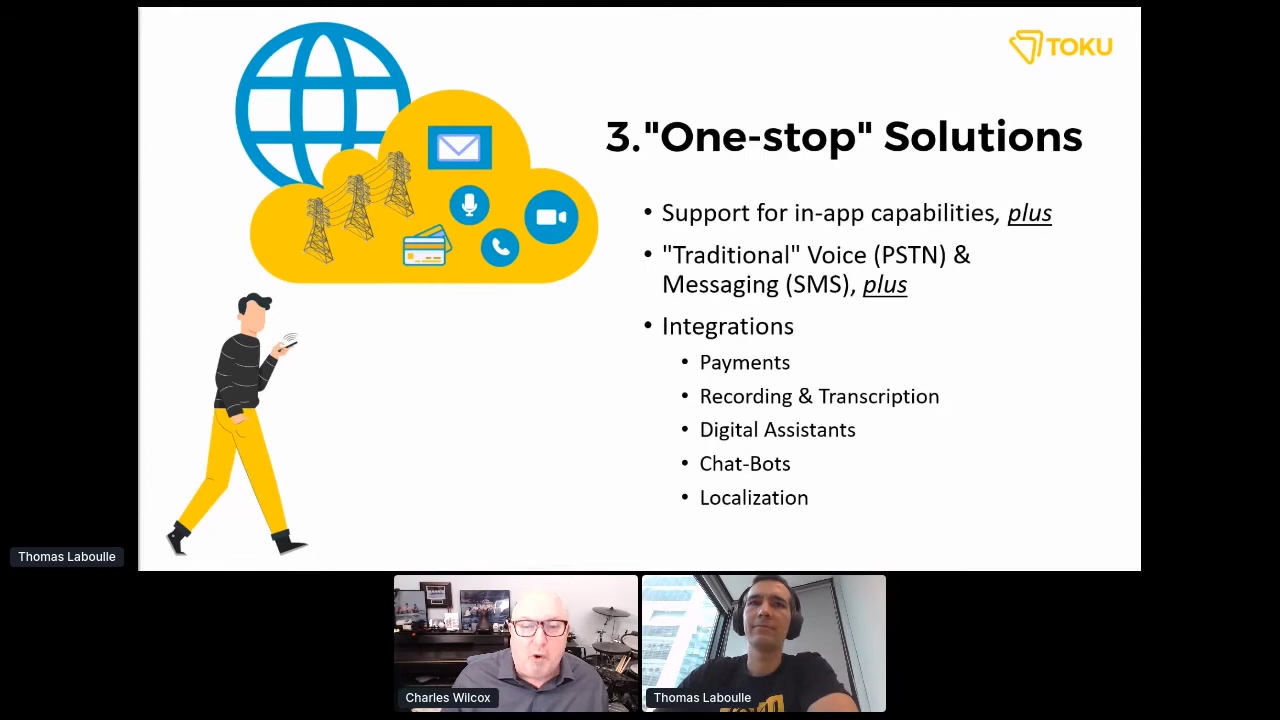 TOKU
3."One-stop" Solutions
• Support for in-app capabilities, plus
• "Traditional" Voice (PSTN) &
Messaging (SMS), plus
• Integrations
• Payments
• Recording & Transcription
• Digital Assistants
• Chat-Bots
• Localization
Thomas Laboulle
Charles Wilcox
Thomas Laboulle